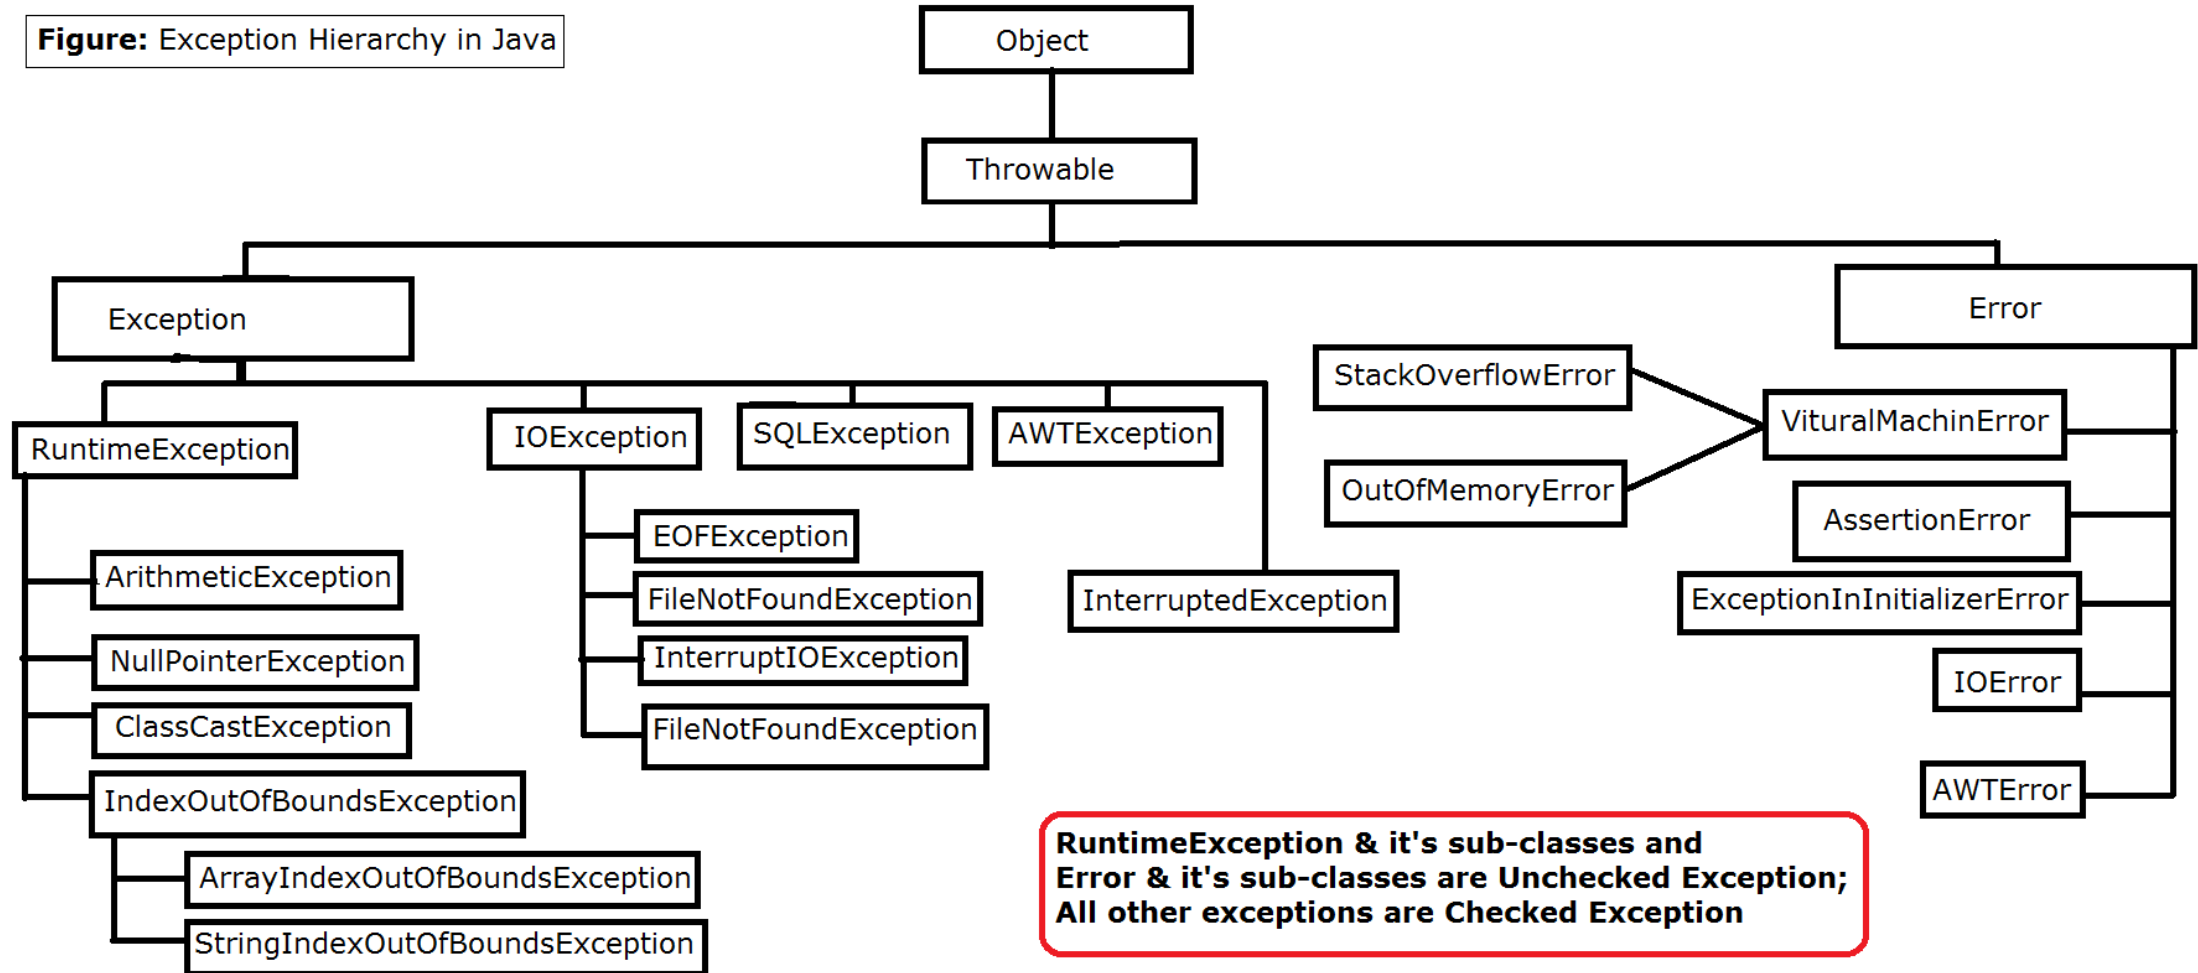 Figure: Exception Hierarchy in Java
Object
Throwable
Exception
Error
RuntimeException
IOException
SQLException
AWTException
InterruptedException
ArithmeticException
NullPointerException
ClassCastException
IndexOutOfBoundsException
ArrayIndexOutOfBoundsException
StringIndexOutOfBoundsException
EOFException
FileNotFoundException
InterruptIOException
FileNotFoundException
StackOverflowError
OutOfMemoryError
VituralMachinError
AssertionError
ExceptionInInitializerError
IOError
AWTError
RuntimeException & it's sub-classes and
Error & it's sub-classes are Unchecked Exception;
All other exceptions are Checked Exception